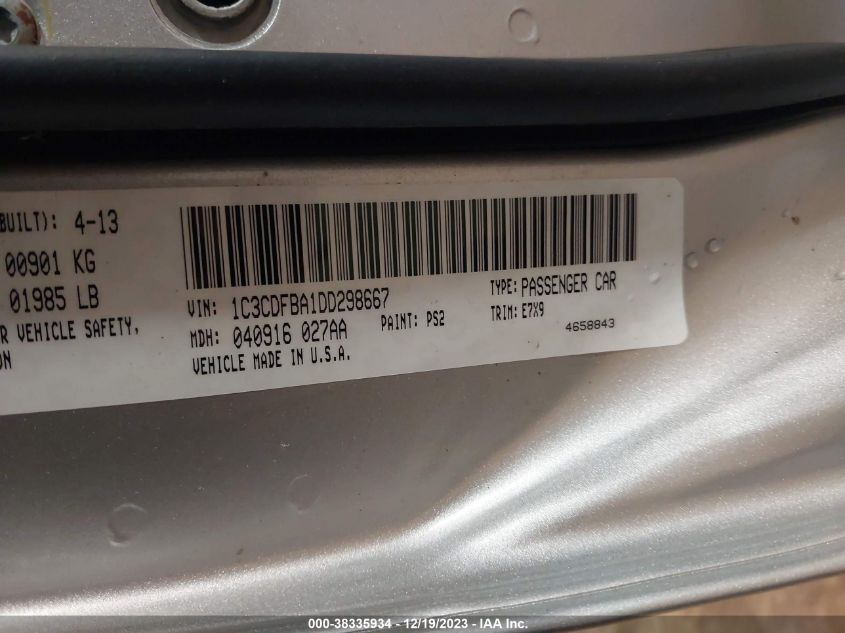 BUILT): 4-13
00901 KG
01985 LB
R VEHICLE SAFETY,
ON
VIN: 1C3CDFBA1DD298667
MDH: 040916 027AA
PAINT: PS2
VEHICLE MADE IN U.S.A.
TYPE: PASSENGER CAR
TRIM: E7X9
4658843
000-38335934 - 12/19/2023 - IAA Inc.